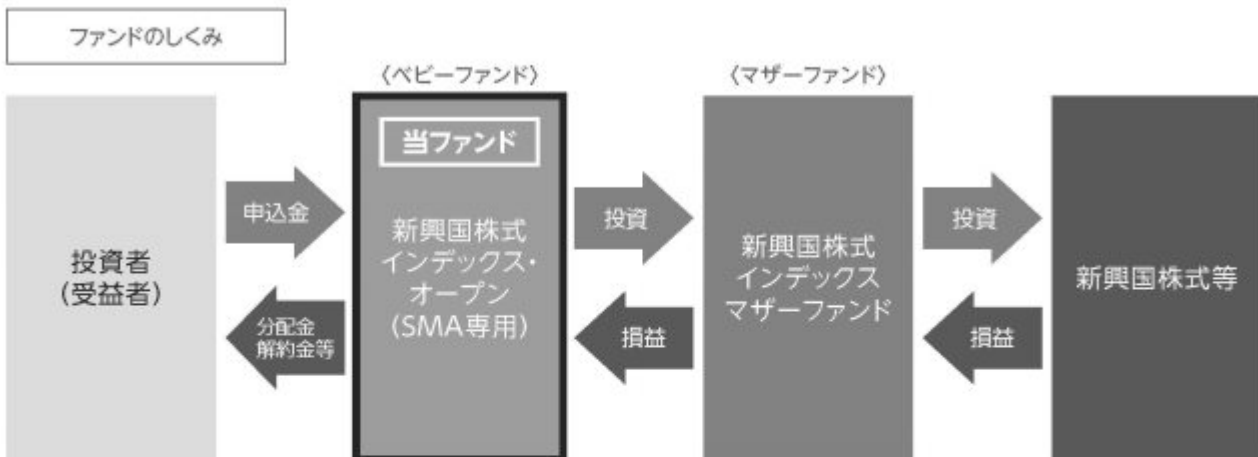 ファンドのしくみ
〈ベビーファンド〉
〈マザーファンド〉
投資者
(受益者)
申込金
分配金
解約金等
当ファンド
新興国株式
インデックス・
オープン
(SMA専用)
投資
損益
新興国株式
インデックス
マザーファンド
投資
損益
新興国株式等